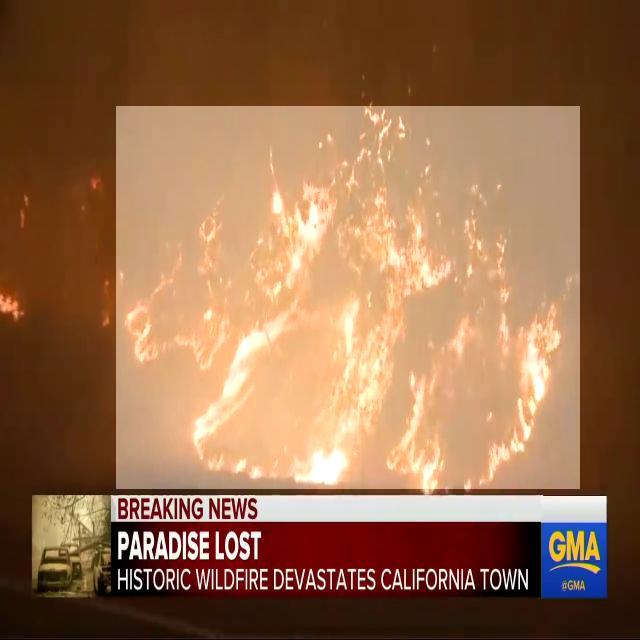 BREAKING NEWS
PARADISE LOST
HISTORIC WILDFIRE DEVASTATES CALIFORNIA TOWN
GMA
@GMA